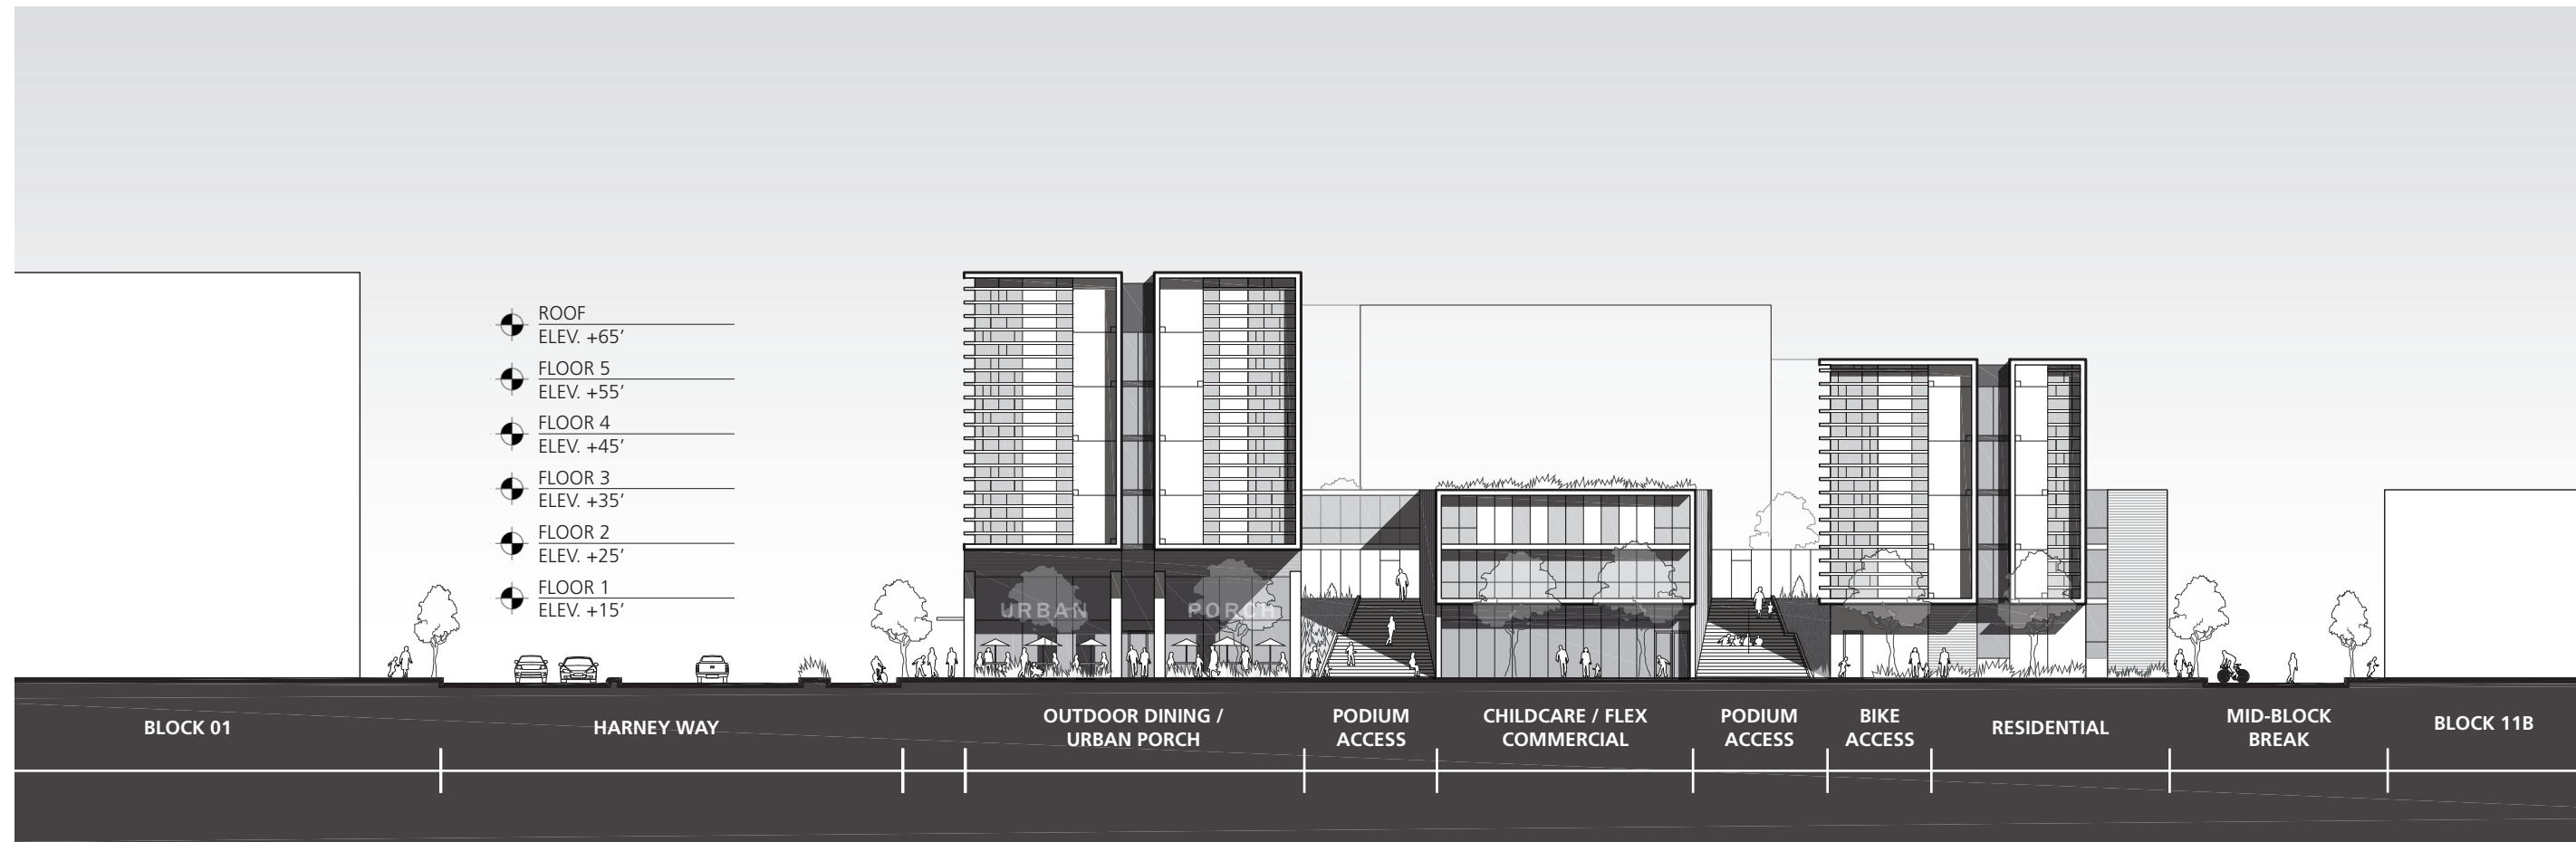 ROOF
ELEV. +65’
FLOOR 5
ELEV. +55’
FLOOR 4
ELEV. +45’
FLOOR 3
ELEV. +35’
FLOOR 2
ELEV. +25’
FLOOR 1
ELEV. +15’
URBAN PORCH
BLOCK 01
HARNEY WAY
OUTDOOR DINING /
URBAN PORCH
PODIUM
ACCESS
CHILDCARE / FLEX
COMMERCIAL
PODIUM
ACCESS
BIKE
ACCESS
RESIDENTIAL
MID-BLOCK
BREAK
BLOCK 11B